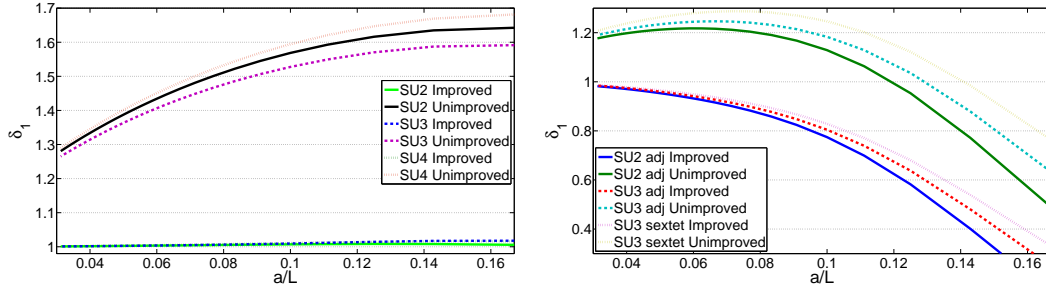 1.6
1.5
1.4
1.3
1.2
1.1
1
δ1
0.04 0.06 0.08 0.10 0.12 0.14 0.16
a/L
SU2 Improved
SU2 Unimproved
SU3 Improved
SU3 Unimproved
SU4 Improved
SU4 Unimproved
1.2
1
0.8
0.6
0.4
δ1
0.04 0.06 0.08 0.1 0.12 0.14 0.16
a/L
SU2 adj Improved
SU2 adj Unimproved
SU3 adj Improved
SU3 adj Unimproved
SU3 sextet Improved
SU3 sextet Unimproved